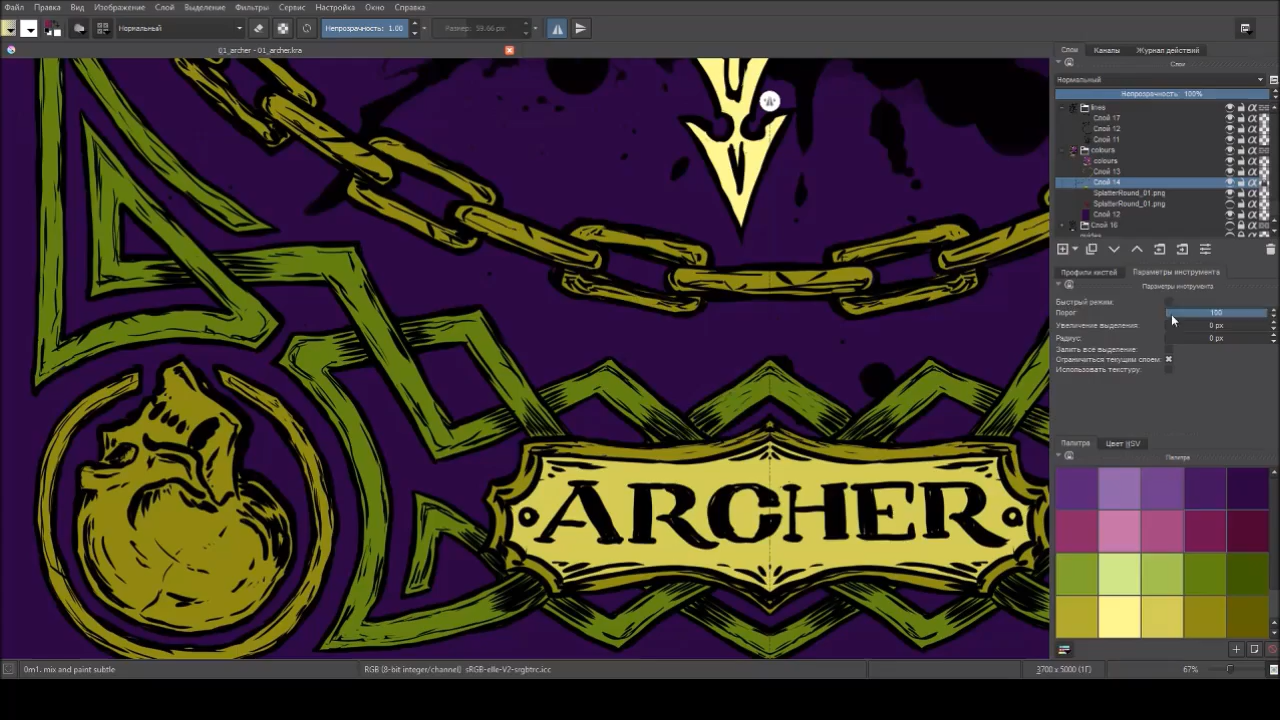 Файл Правка Вид Изображение Слой Выделение Фильтры Сервис Настройка Окно Справка
Нормальный Непрозрачность: 1.00 Размер: 59.66 px
01_archer - 01_archer.kra
Слои Каналы Журнал действий
Слои
Нормальный
Непрозрачность: 100%
lines
Слой 17
Слой 12
Слой 11
colours
colours
Слой 13
Слой 14
SplatterRound_01.png
SplatterRound_01.png
Слой 12
Слой 16
Профили кистей Параметры инструмента
Параметры инструмента
Быстрый режим:
Порог 100
Увеличение выделения: 0 px
Радиус: 0 px
Залить всё выделение:
Ограничиться текущим слоем:
Использовать текстуру:
Палитра Цвет HSV
Палитра
ARCHER
0m1. mix and paint subtle RGB (8-bit integer/channel) sRGB-elle-V2-srgbtrc.icc 3700 x 5000 (1Г) 67%